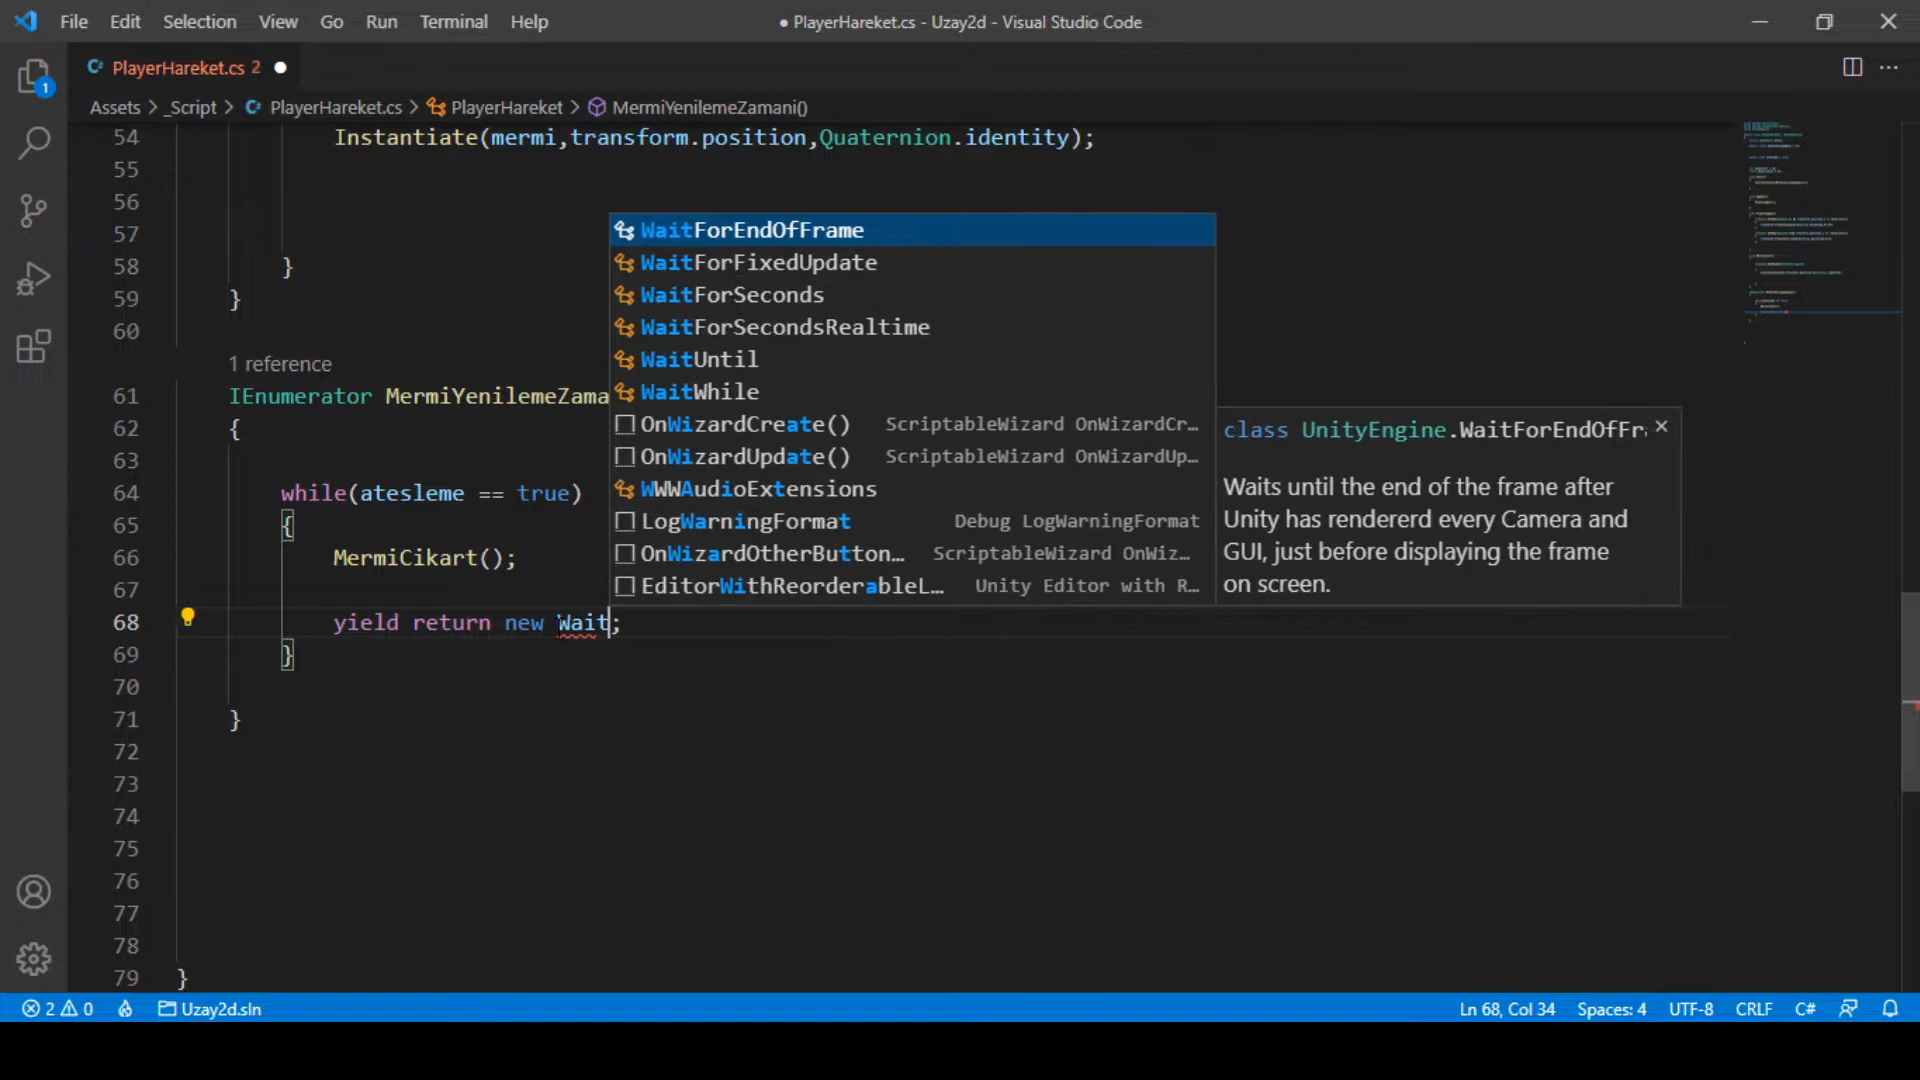 File Edit Selection View Go Run Terminal Help
● PlayerHareket.cs - Uzay2d - Visual Studio Code
PlayerHareket.cs 2 ●
1
Assets > _Script > PlayerHareket.cs > PlayerHareket > MermiYenilemeZamani()
54 Instantiate(mermi,transform.position,Quaternion.identity);
55
56
57
58 }
59 }
60
1 reference
61 IEnumerator MermiYenilemeZama
62 {
63
64 while(atesleme == true)
65 {
66 MermiCikart();
67
68 yield return new Wait;
69 }
70
71 }
72
73
74
75
76
77
78
79 }
WaitForEndOfFrame
WaitForFixedUpdate
WaitForSeconds
WaitForSecondsRealtime
WaitUntil
WaitWhile
OnWizardCreate() ScriptableWizard OnWizardCr…
OnWizardUpdate() ScriptableWizard OnWizardUp…
WWWAudioExtensions
LogWarningFormat Debug LogWarningFormat
OnWizardOtherButton… ScriptableWizard OnWiz…
EditorWithReorderableL… Unity Editor with R…
class UnityEngine.WaitForEndOfFr
Waits until the end of the frame after
Unity has rendererd every Camera and
GUI, just before displaying the frame
on screen.
2 0 Uzay2d.sln Ln 68, Col 34 Spaces: 4 UTF-8 CRLF C#